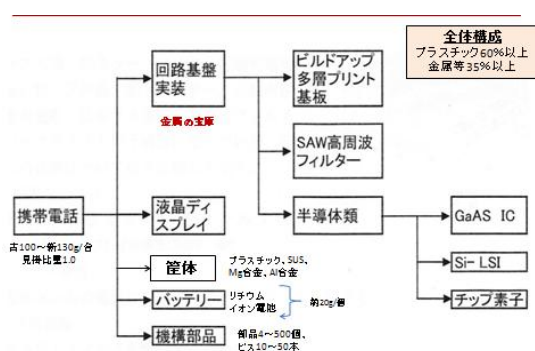 全体構成
プラスチック60%以上
金属等35%以上
回路基盤
実装
金属の宝庫
ビルドアップ
多層プリント
基板
SAW高周波
フィルター
携帯電話
古100～新130g/台
見掛比重1.0
液晶ディ
スプレイ
半導体類
GaAS IC
筐体
プラスチック、SUS、
Mg合金、Al合金
Si-LSI
バッテリー
リチウム
イオン電池
約20g/個
チップ素子
機構部品
部品4～500個、
ビス10～50本